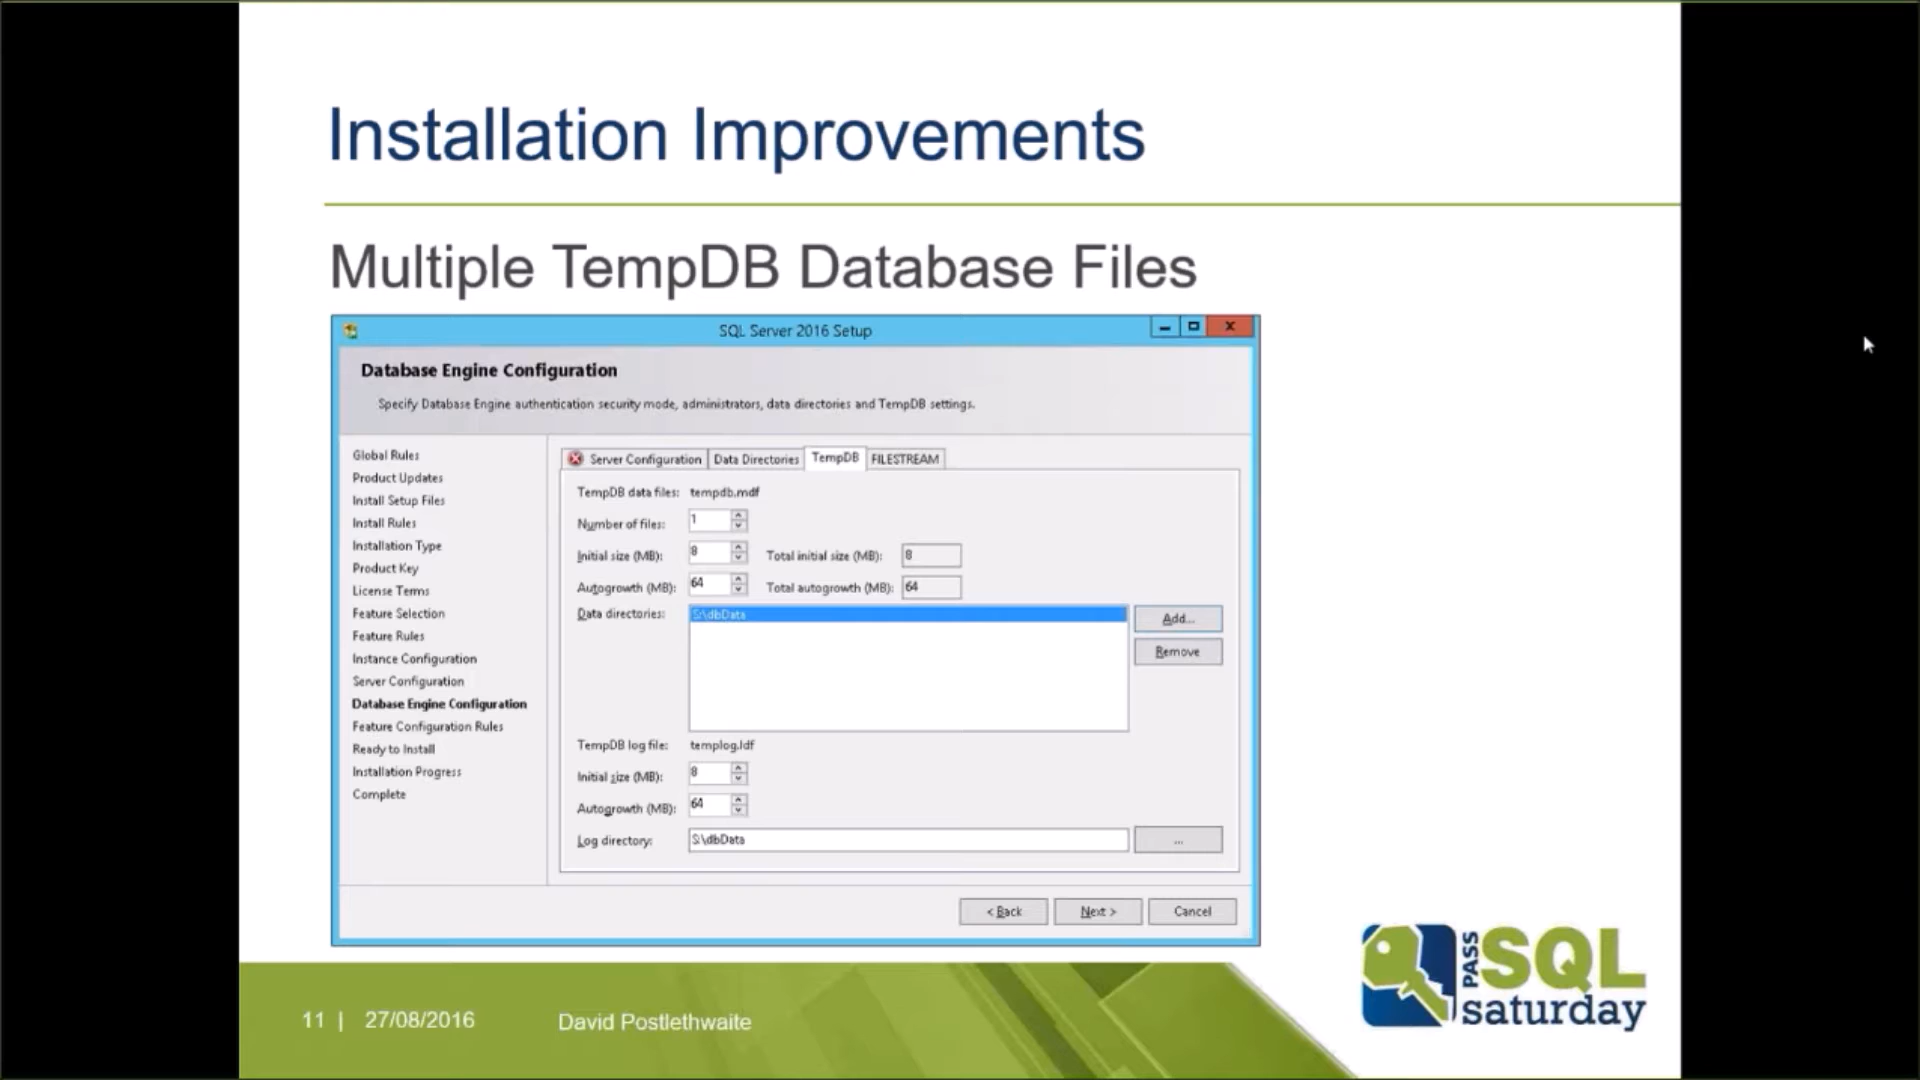 Installation Improvements
Multiple TempDB Database Files
SQL Server 2016 Setup
Database Engine Configuration
Specify Database Engine authentication security mode, administrators, data directories and TempDB settings.
Global Rules
Product Updates
Install Setup Files
Install Rules
Installation Type
Product Key
License Terms
Feature Selection
Feature Rules
Instance Configuration
Server Configuration
Database Engine Configuration
Feature Configuration Rules
Ready to Install
Installation Progress
Complete
Server Configuration Data Directories TempDB FILESTREAM
TempDB data files: tempdb.mdf
Number of files: 1
Initial size (MB): 8 Total initial size (MB): 8
Autogrowth (MB): 64 Total autogrowth (MB): 64
Data directories: S:\dbData Add...
Remove
TempDB log file: templog.ldf
Initial size (MB): 8
Autogrowth (MB): 64
Log directory: S:\dbData ...
< Back Next > Cancel
11 | 27/08/2016 David Postlethwaite
PASS SQL
saturday